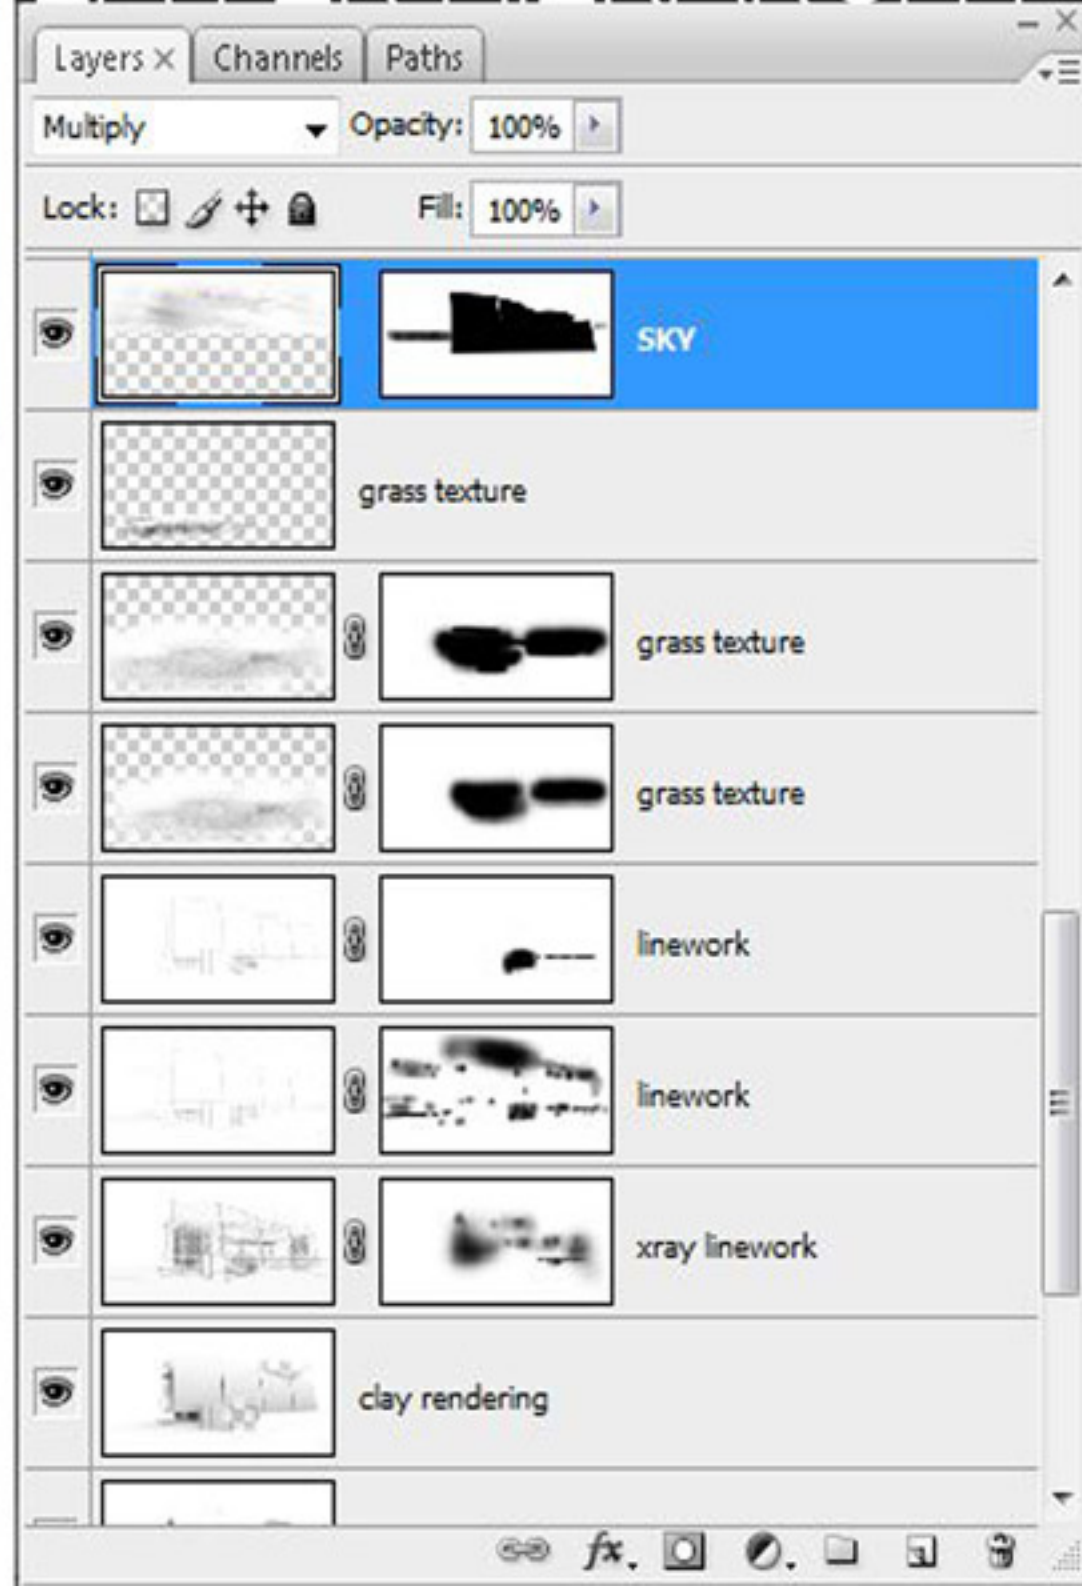 Layers × Channels Paths
Multiply Opacity: 100%
Lock: Fill: 100%
SKY
grass texture
grass texture
grass texture
linework
linework
xray linework
clay rendering
fx.